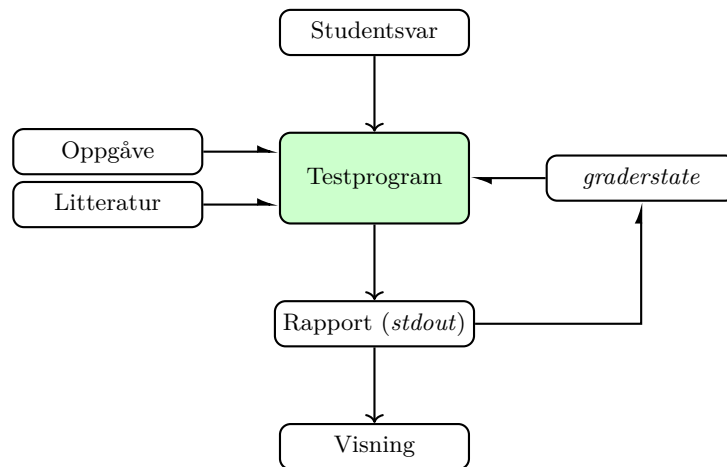 Studentsvar
Oppgåve
Litteratur
Testprogram
graderstate
Rapport (stdout)
Visning